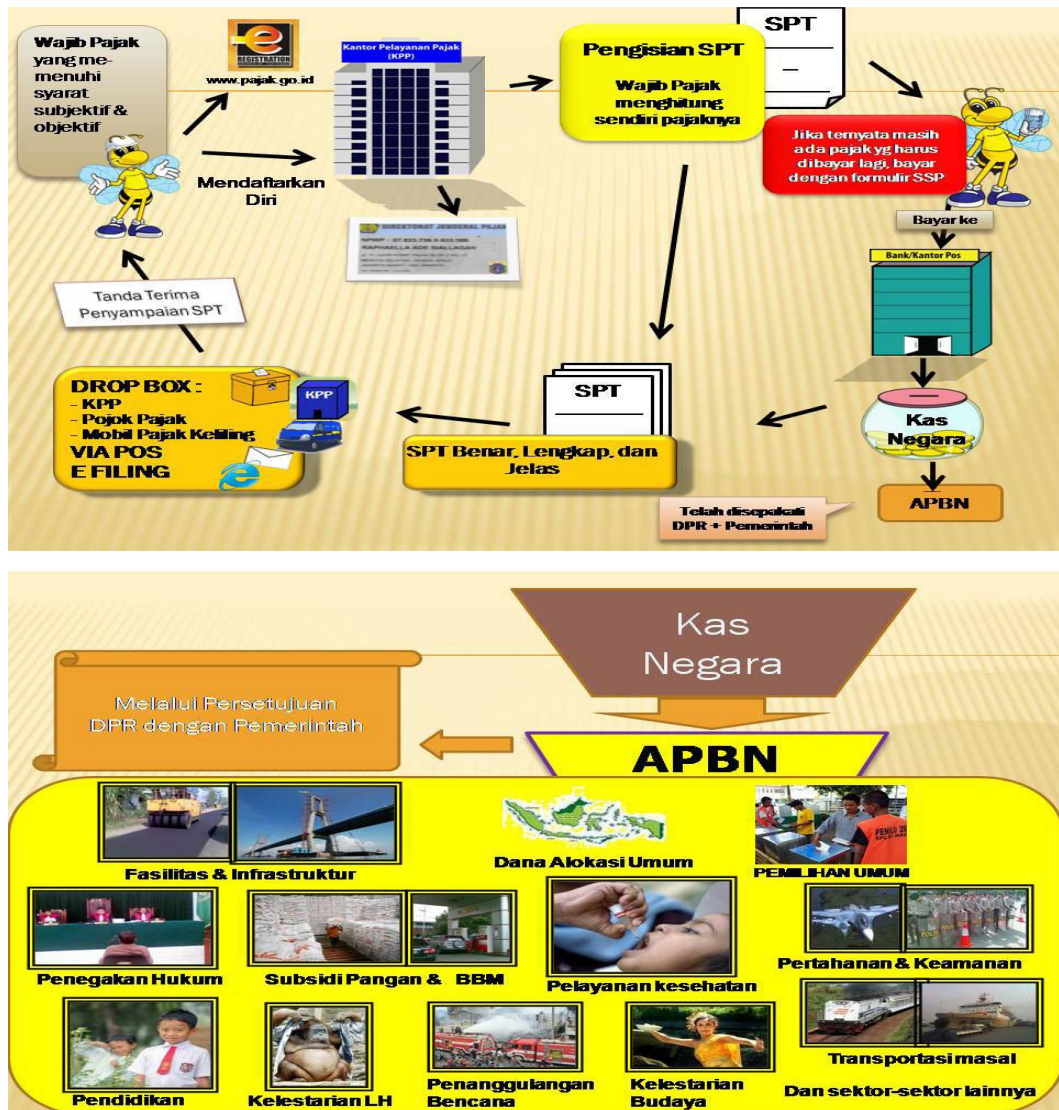 Wajib Pajak
yang me-
menuhi
syarat
subjektif &
objektif
e
REGISTRATION
www.pajak.go.id
Mendaftarkan
Diri
Kantor Pelayanan Pajak
(KPP)
DIREKTORAT JENDERAL PAJAK
NPWP :
Pengisian SPT
Wajib Pajak
menghitung
sendiri pajaknya
SPT
Jika ternyata masih
ada pajak yg harus
dibayar lagi, bayar
dengan formulir SSP
Bayar ke
Bank/Kantor Pos
Kas
Negara
APBN
Telah disepakati
DPR + Pemerintah
SPT
SPT Benar, Lengkap, dan
Jelas
DROP BOX :
- KPP
- Pojok Pajak
- Mobil Pajak Keliling
VIA POS
E FILING
KPP
Tanda Terima
Penyampaian SPT
Kas
Negara
Melalui Persetujuan
DPR dengan Pemerintah
APBN
Fasilitas & Infrastruktur
Dana Alokasi Umum
PEMILIHAN UMUM
Penegakan Hukum
Subsidi Pangan & BBM
Pelayanan kesehatan
Pertahanan & Keamanan
Pendidikan
Kelestarian LH
Penanggulangan
Bencana
Kelestarian
Budaya
Transportasi masal
Dan sektor-sektor lainnya